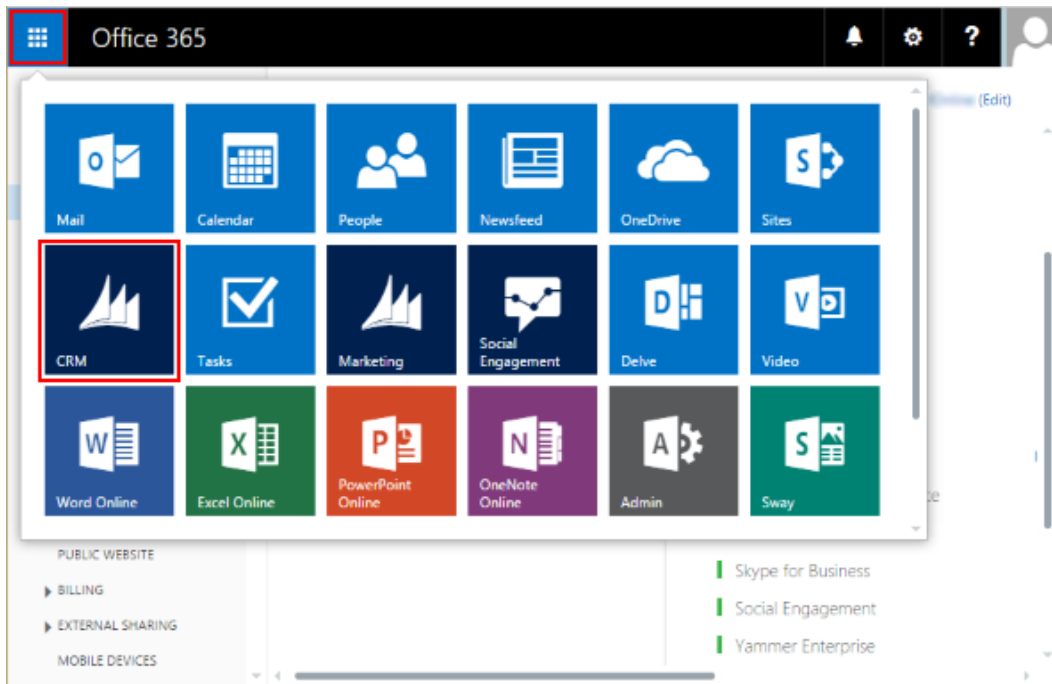 Office 365
?
(Edit)
Mail
Calendar
People
Newsfeed
OneDrive
Sites
CRM
Tasks
Marketing
Social
Engagement
Delve
Video
Word Online
Excel Online
PowerPoint
Online
OneNote
Online
Admin
Sway
PUBLIC WEBSITE
BILLING
EXTERNAL SHARING
MOBILE DEVICES
Skype for Business
Social Engagement
Yammer Enterprise